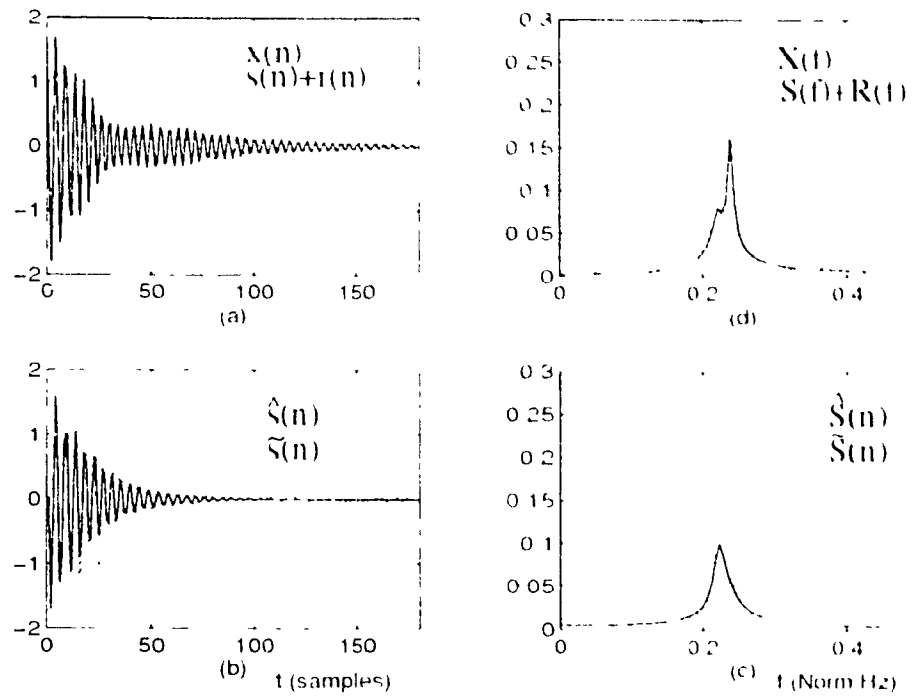 2
1
0
-1
-2
x(n)
s(n)+r(n)
0
50
100
150
(a)
0.3
0.25
0.2
0.15
0.1
0.05
0
X(f)
S(f)+R(f)
0
0.2
0.4
(d)
2
1
0
-1
-2
ŝ(n)
s̃(n)
0
50
100
150
(b)
t (samples)
0.3
0.25
0.2
0.15
0.1
0.05
0
Ŝ(n)
S̃(n)
0
0.2
0.4
(c)
f (Norm Hz)